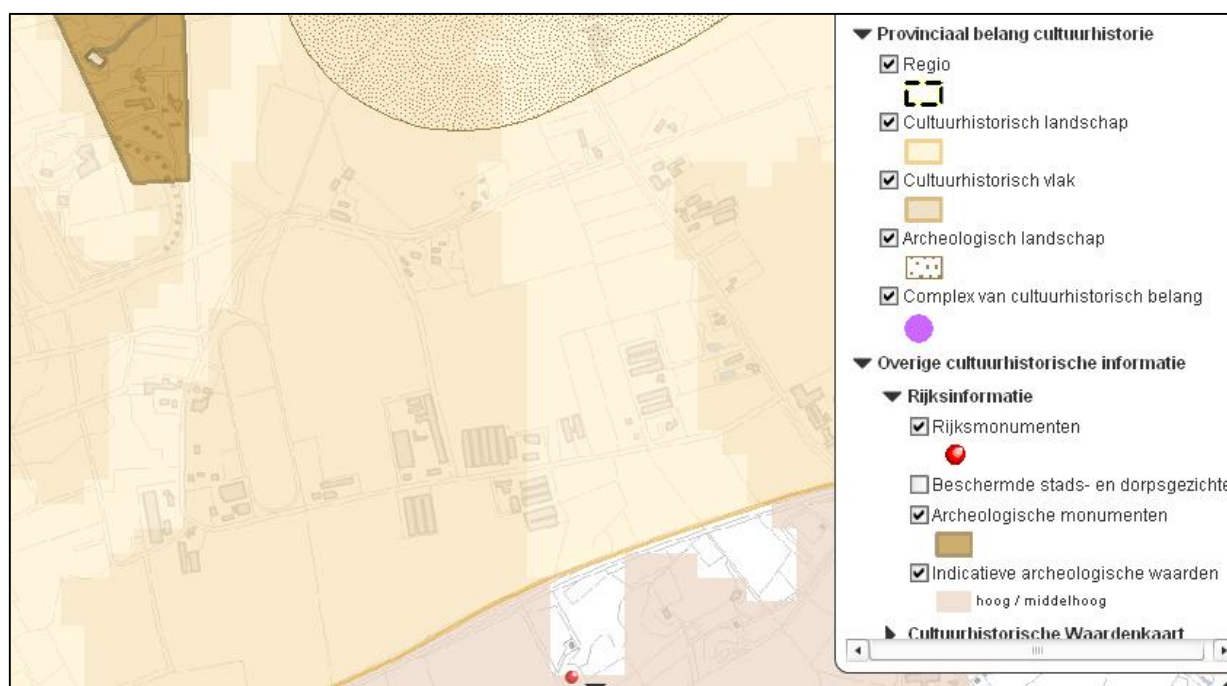 Provinciaal belang cultuurhistorie
Regio
Cultuurhistorisch landschap
Cultuurhistorisch vlak
Archeologisch landschap
Complex van cultuurhistorisch belang
Overige cultuurhistorische informatie
Rijksinformatie
Rijksmonumenten
Beschermde stads- en dorpsgezichte
Archeologische monumenten
Indicatieve archeologische waarden
hoog / middelhoog
Cultuurhistorische Waardenkaart